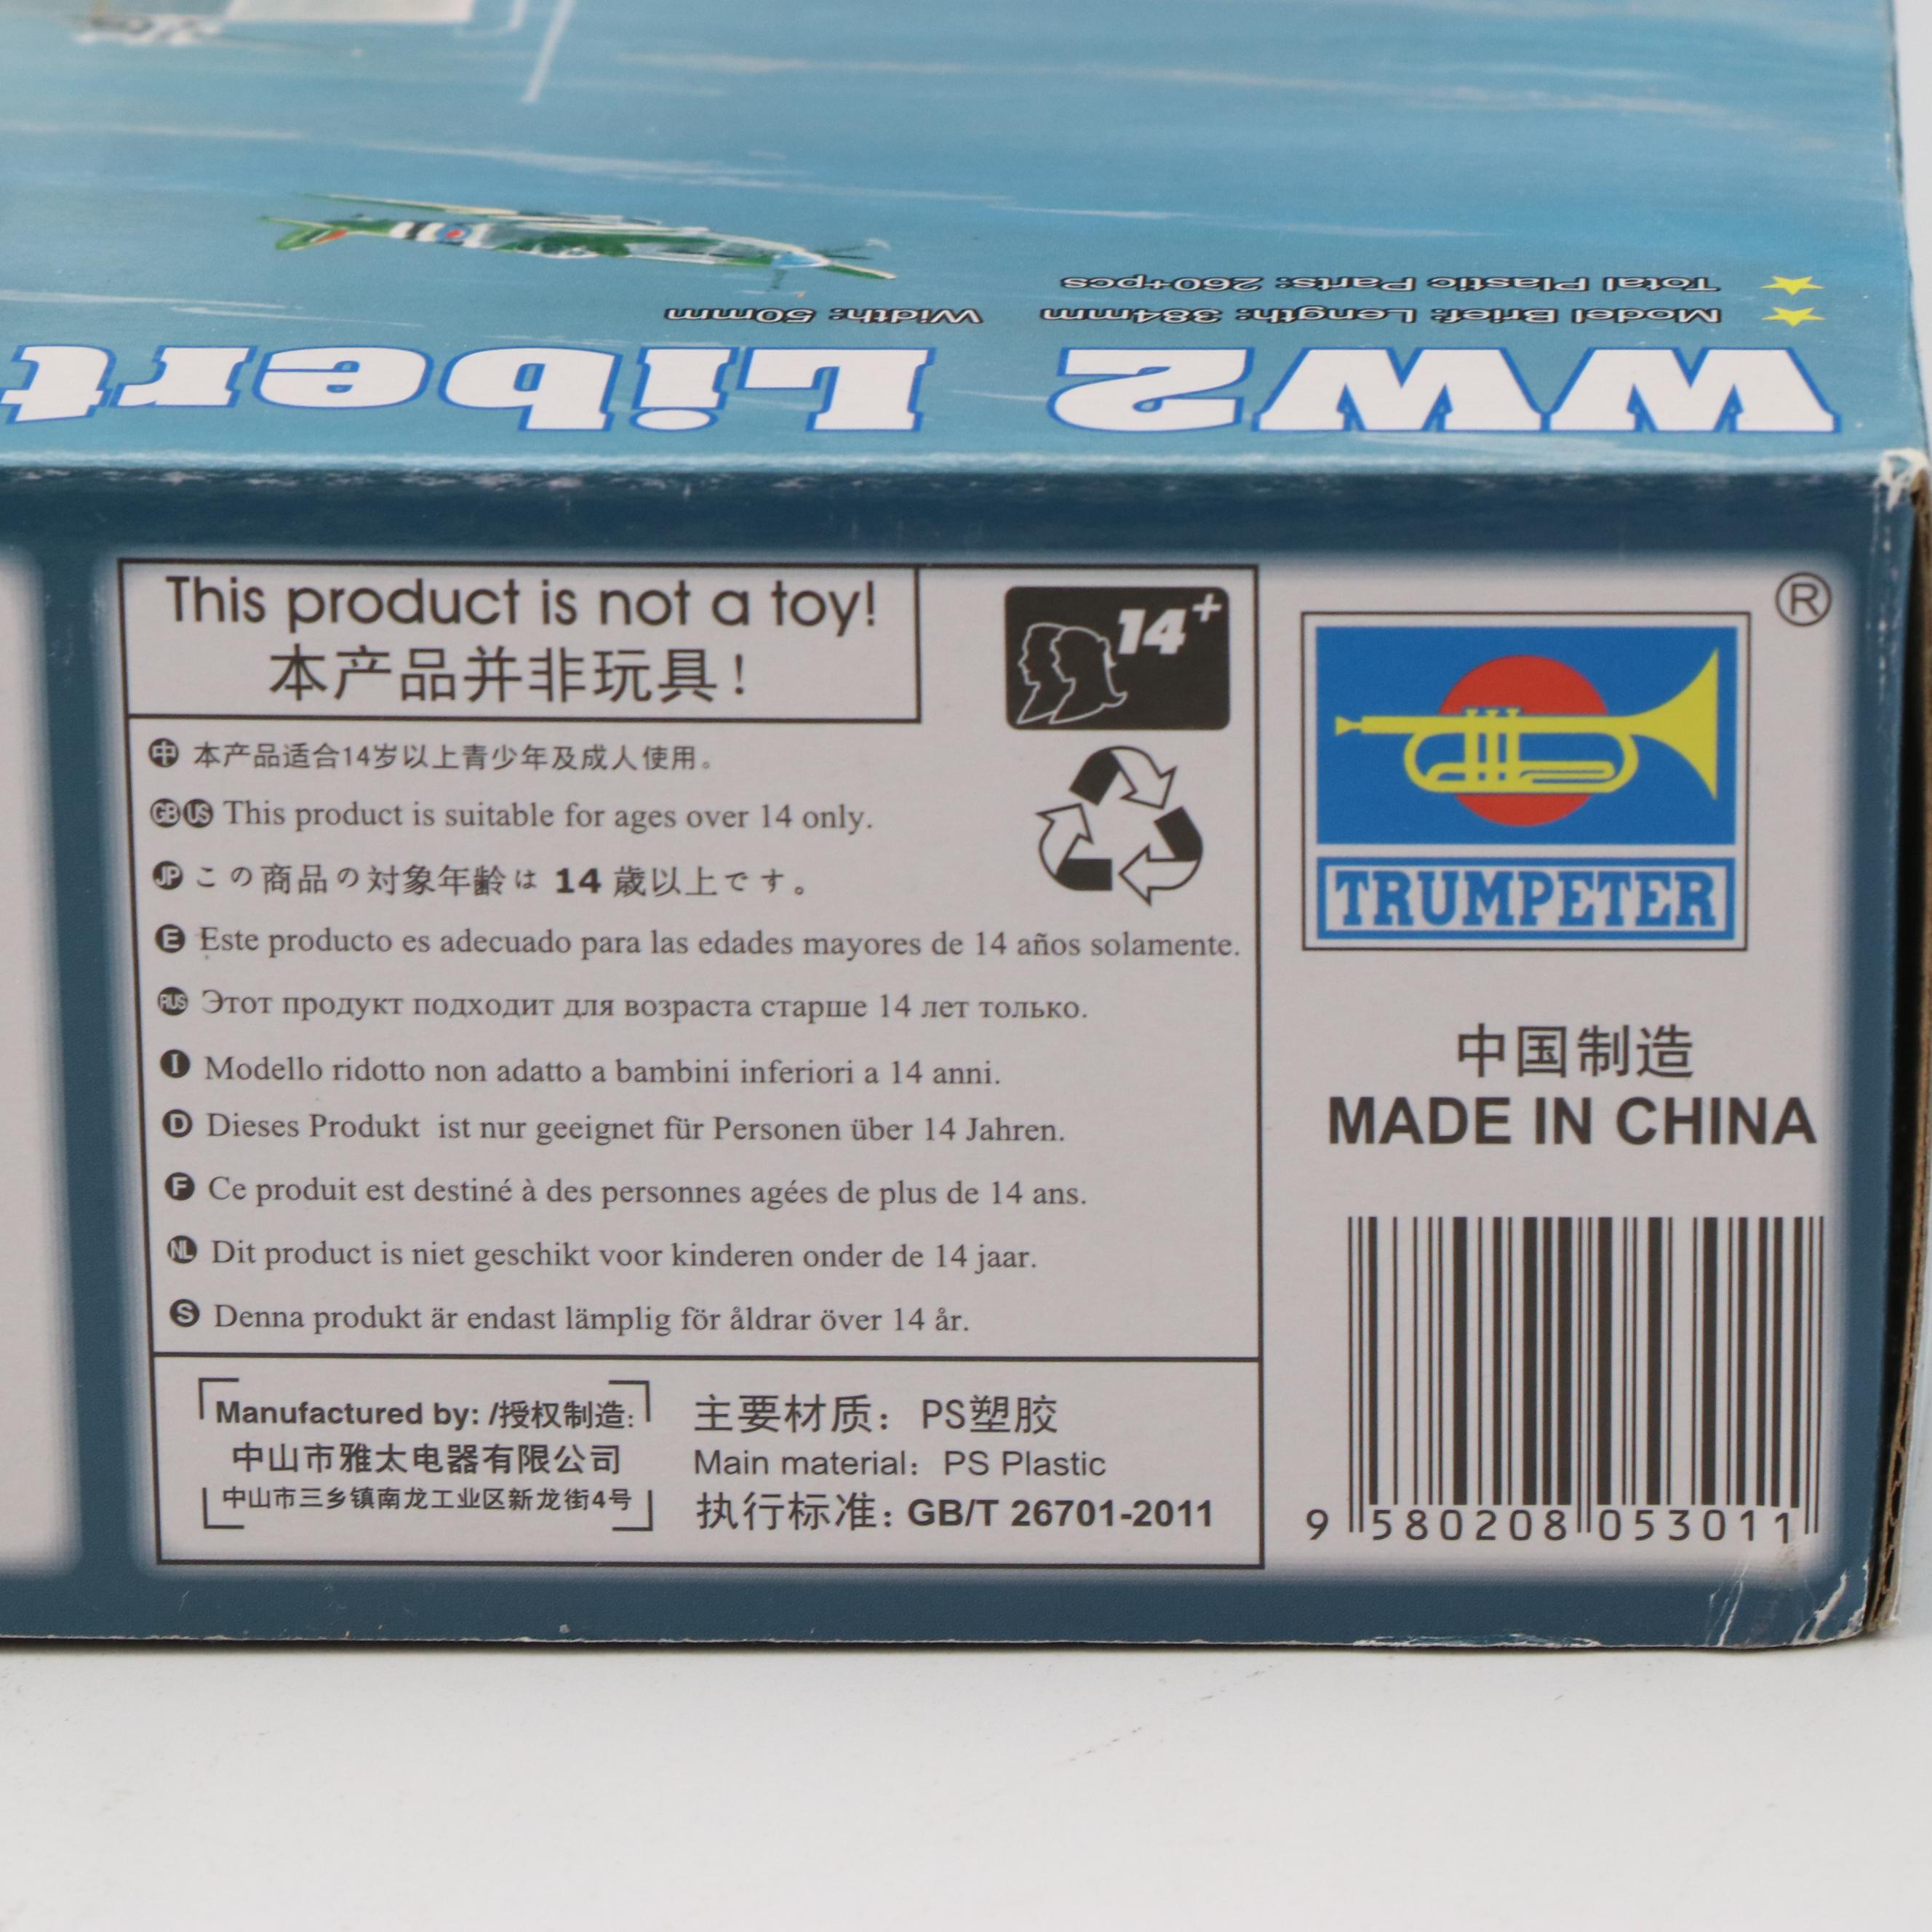 Total Plastic Parts: 260+pcs
Model Brief: Length: 384mm Width: 50mm
WW2 Libert
This product is not a toy!
本产品并非玩具!
14+
中 本产品适合14岁以上青少年及成人使用。
GB US This product is suitable for ages over 14 only.
JP この商品の対象年齢は 14 歳以上です。
E Este producto es adecuado para las edades mayores de 14 años solamente.
RUS Этот продукт подходит для возраста старше 14 лет только.
I Modello ridotto non adatto a bambini inferiori a 14 anni.
D Dieses Produkt ist nur geeignet für Personen über 14 Jahren.
F Ce produit est destiné à des personnes agées de plus de 14 ans.
NL Dit product is niet geschikt voor kinderen onder de 14 jaar.
S Denna produkt är endast lämplig för åldrar över 14 år.
Manufactured by: /授权制造:
中山市雅太电器有限公司
中山市三乡镇南龙工业区新龙街4号
主要材质: PS塑胶
Main material: PS Plastic
执行标准: GB/T 26701-2011
®
TRUMPETER
中国制造
MADE IN CHINA
9 580208 053011